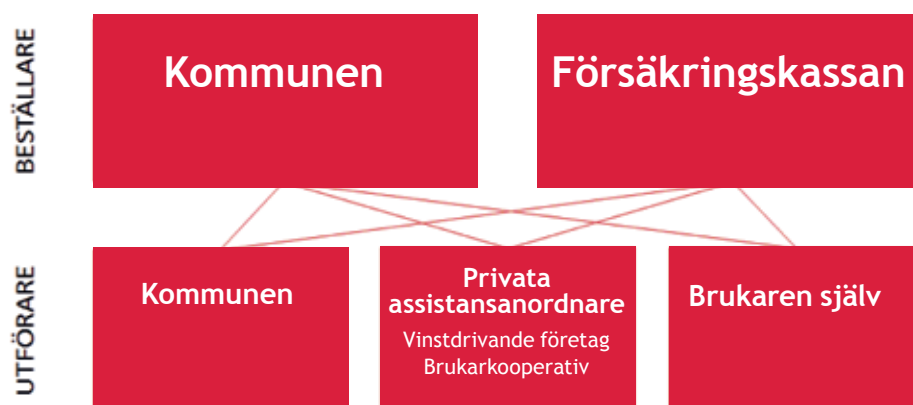 BESTÄLLARE
Kommunen
Försäkringskassan
UTFÖRARE
Kommunen
Privata
assistansanordnare
Vinstdrivande företag
Brukarkooperativ
Brukaren själv